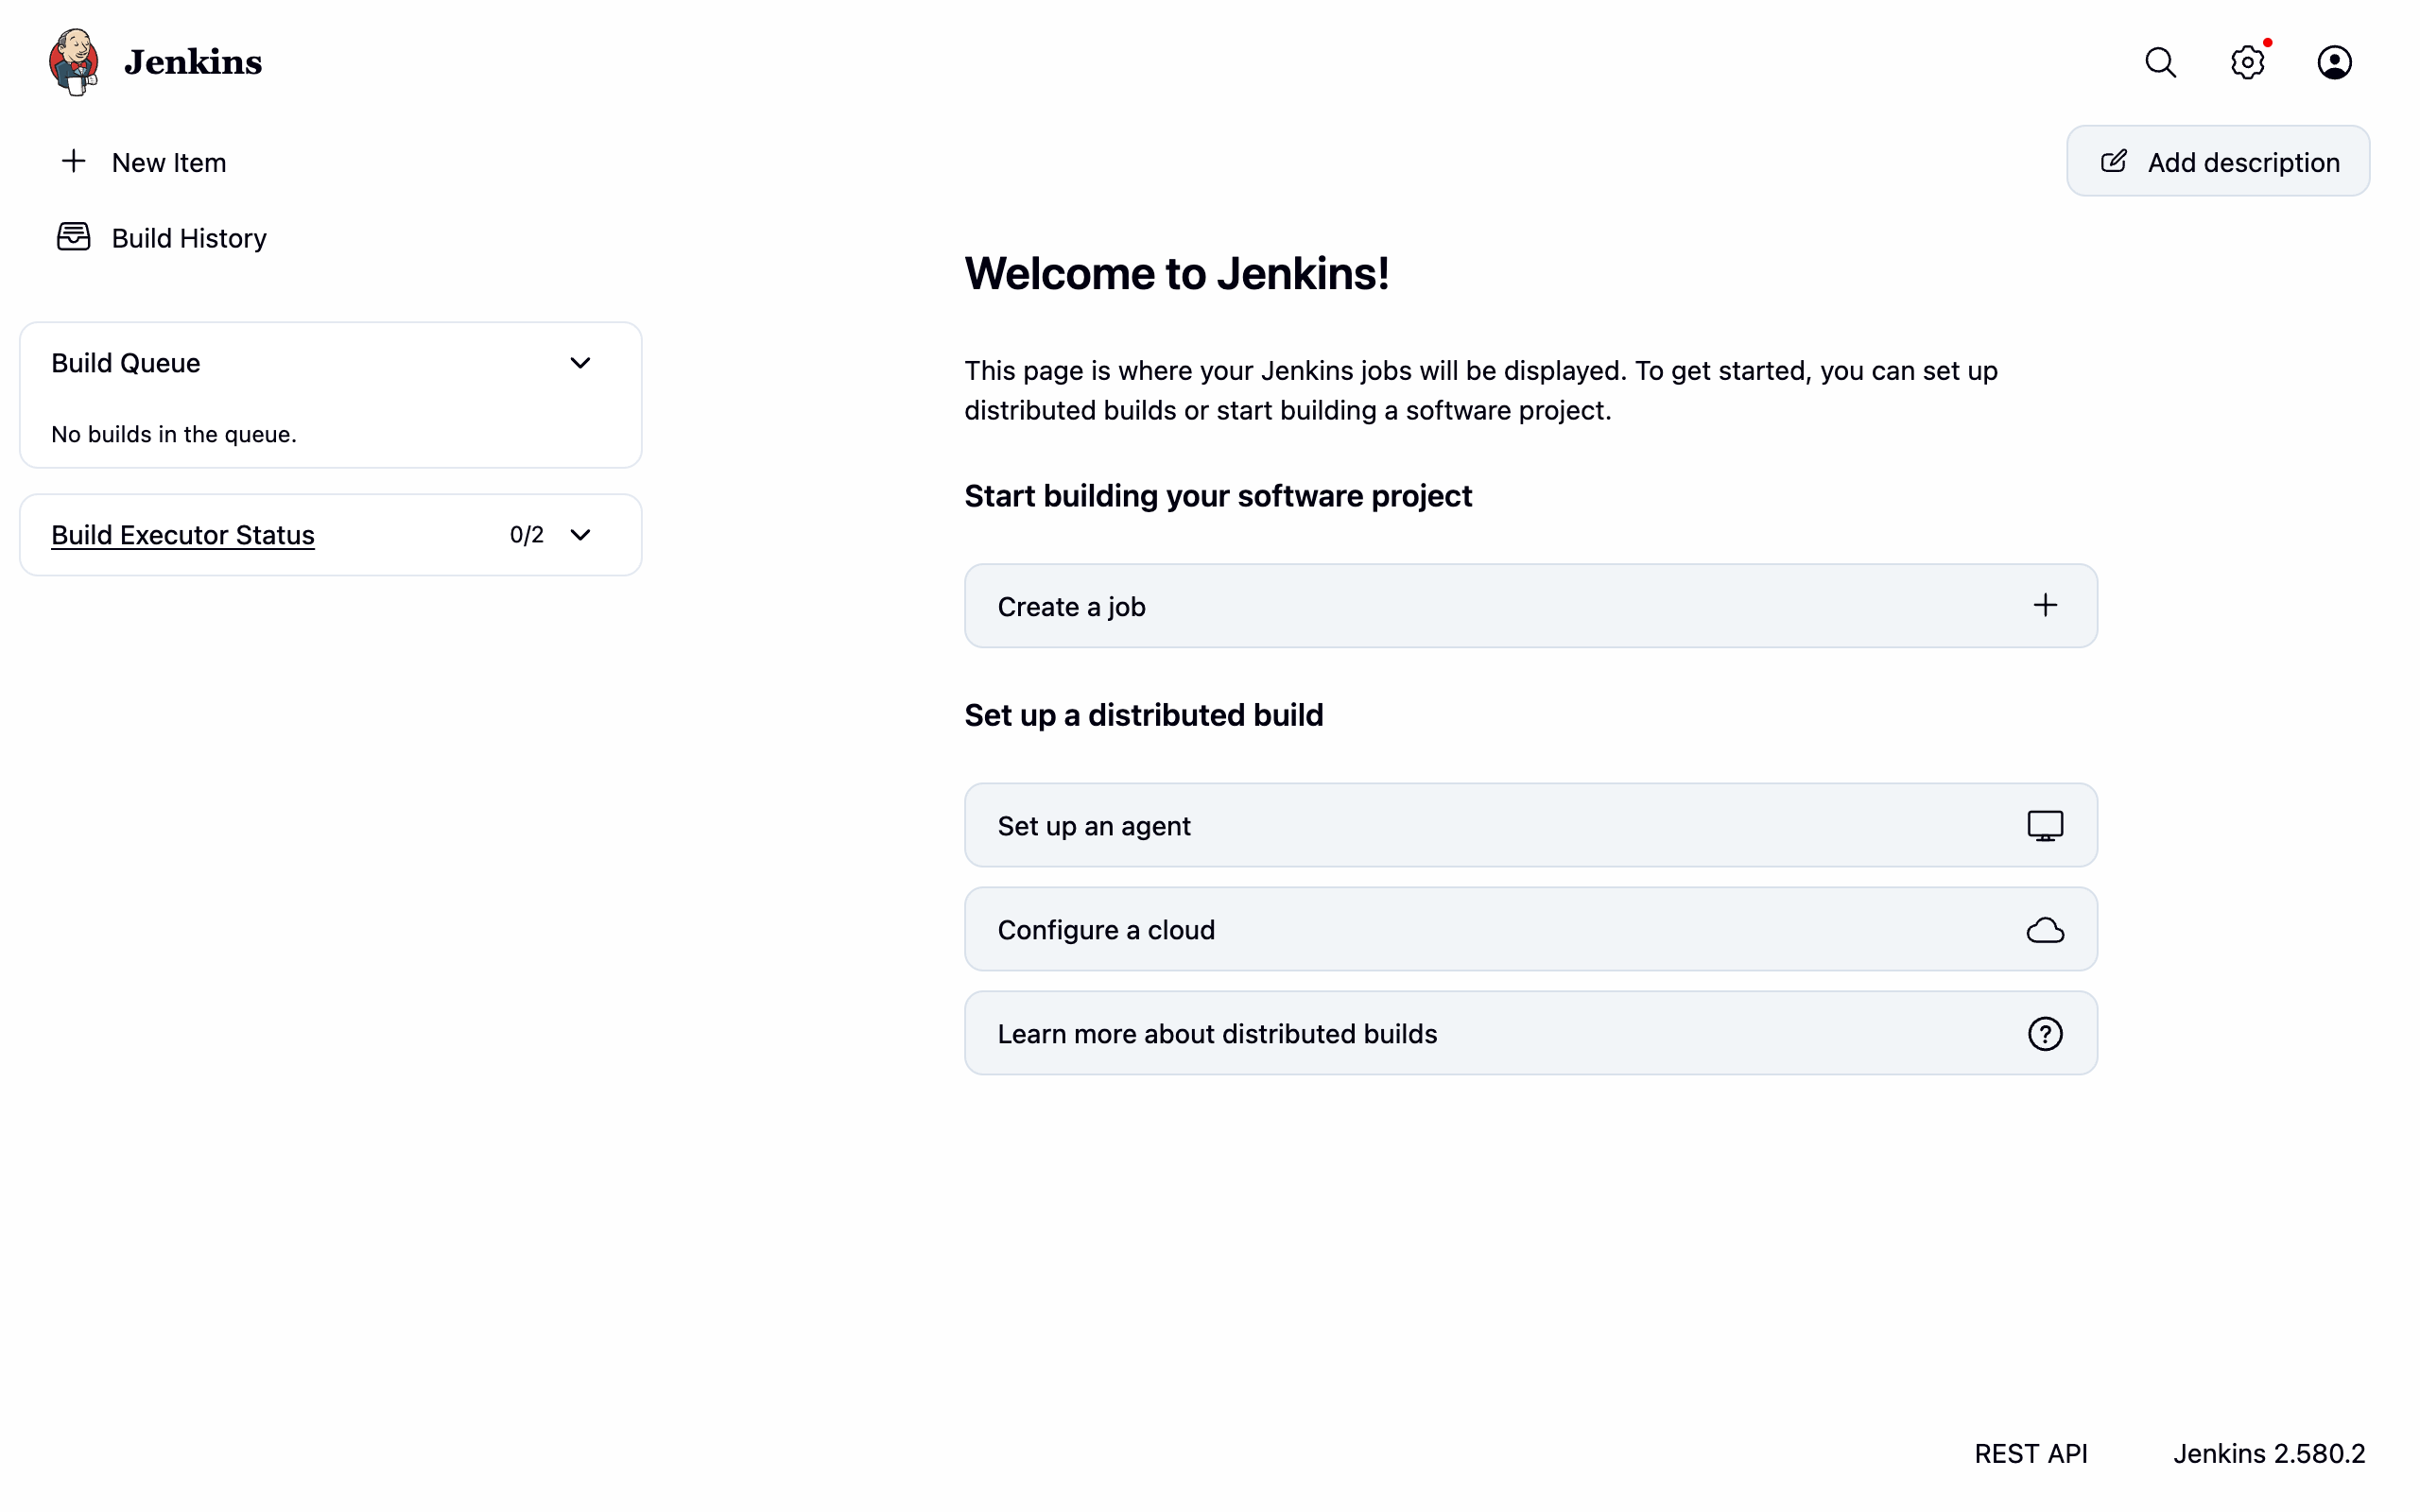 Jenkins
New Item
Build History
Build Queue
No builds in the queue.
Build Executor Status 0/2
Add description
Welcome to Jenkins!
This page is where your Jenkins jobs will be displayed. To get started, you can set up
distributed builds or start building a software project.
Start building your software project
Create a job
Set up a distributed build
Set up an agent
Configure a cloud
Learn more about distributed builds
REST API
Jenkins 2.580.2